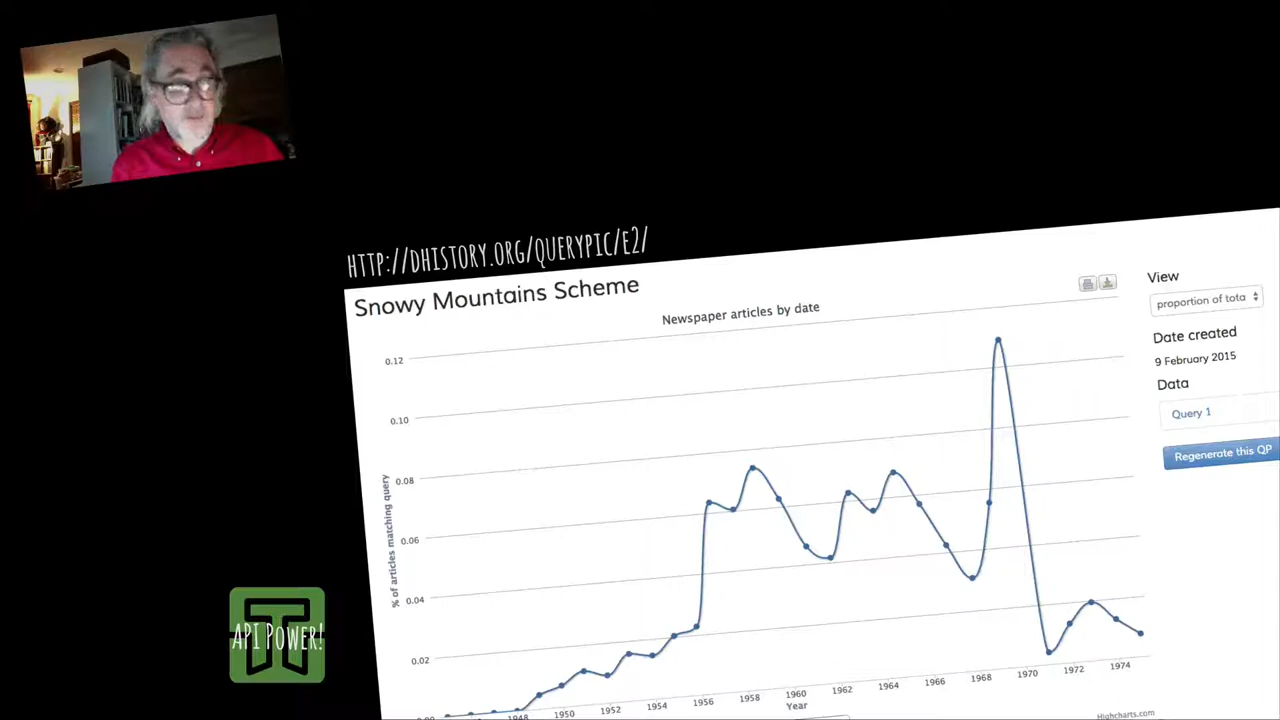 HTTP://DHISTORY.ORG/QUERYPIC/E2/
Snowy Mountains Scheme
Newspaper articles by date
View
proportion of tota
Date created
9 February 2015
Data
Query 1
Regenerate this QP
% of articles matching query
0.12
0.10
0.08
0.06
0.04
0.02
0.00
1948
1950
1952
1954
1956
1958
1960
1962
1964
1966
1968
1970
1972
1974
Year
Highcharts.com
API POWER!
T